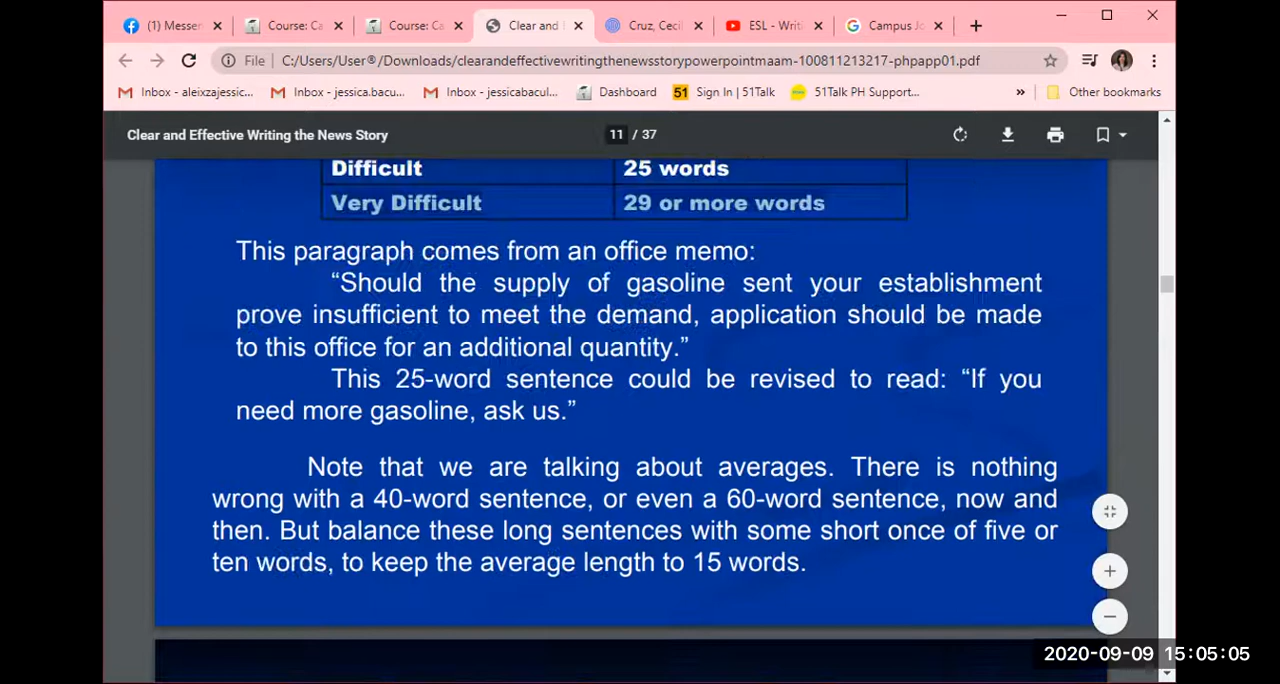 (1) Messer
Course: Ca
Course: Ca
Clear and
Cruz, Cecil
ESL - Writi
Campus Jo
File
C:/Users/User®/Downloads/clearandeffectivewritingthenewsstorypowerpointmaam-100811213217-phpapp01.pdf
Inbox - aleixzajessic...
Inbox - jessica.bacu...
Inbox - jessicabacul...
Dashboard
51 Sign In | 51Talk
51Talk PH Support...
»
Other bookmarks
Clear and Effective Writing the News Story
11 / 37
Difficult 25 words
Very Difficult 29 or more words
This paragraph comes from an office memo:
“Should the supply of gasoline sent your establishment
prove insufficient to meet the demand, application should be made
to this office for an additional quantity.”
This 25-word sentence could be revised to read: “If you
need more gasoline, ask us.”
Note that we are talking about averages. There is nothing
wrong with a 40-word sentence, or even a 60-word sentence, now and
then. But balance these long sentences with some short once of five or
ten words, to keep the average length to 15 words.
2020-09-09 15:05:05